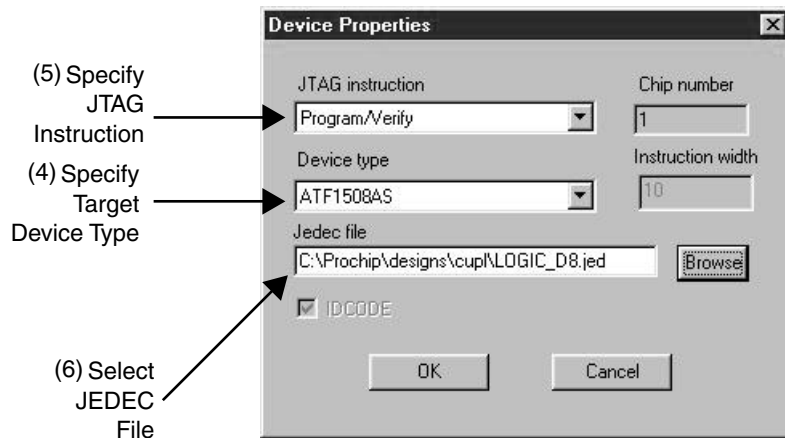 Device Properties
(5) Specify
JTAG
Instruction
JTAG instruction
Program/Verify
Chip number
1
(4) Specify
Target
Device Type
Device type
ATF1508AS
Instruction width
10
Jedec file
C:\Prochip\designs\cupl\LOGIC_D8.jed
Browse
IDCODE
(6) Select
JEDEC
File
OK
Cancel